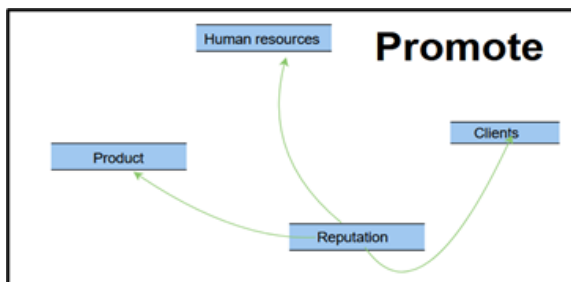 Human resources
Promote
Clients
Product
Reputation